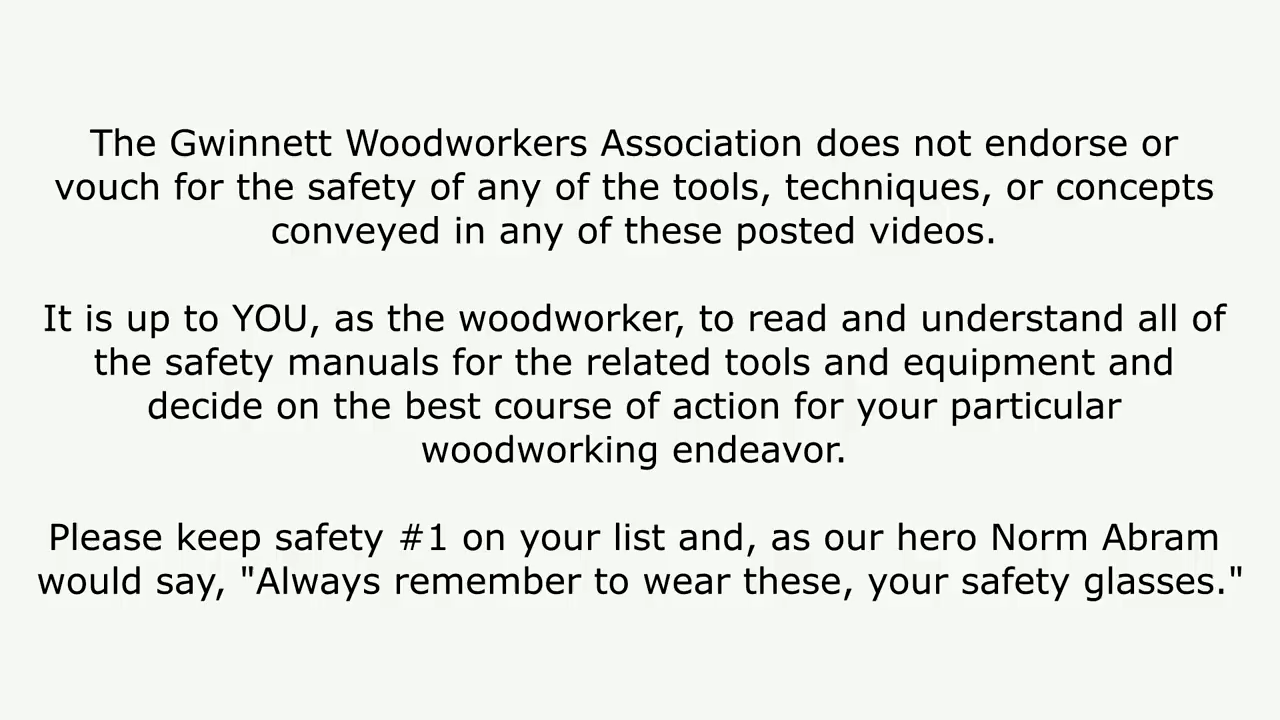 The Gwinnett Woodworkers Association does not endorse or
vouch for the safety of any of the tools, techniques, or concepts
conveyed in any of these posted videos.
It is up to YOU, as the woodworker, to read and understand all of
the safety manuals for the related tools and equipment and
decide on the best course of action for your particular
woodworking endeavor.
Please keep safety #1 on your list and, as our hero Norm Abram
would say, "Always remember to wear these, your safety glasses."